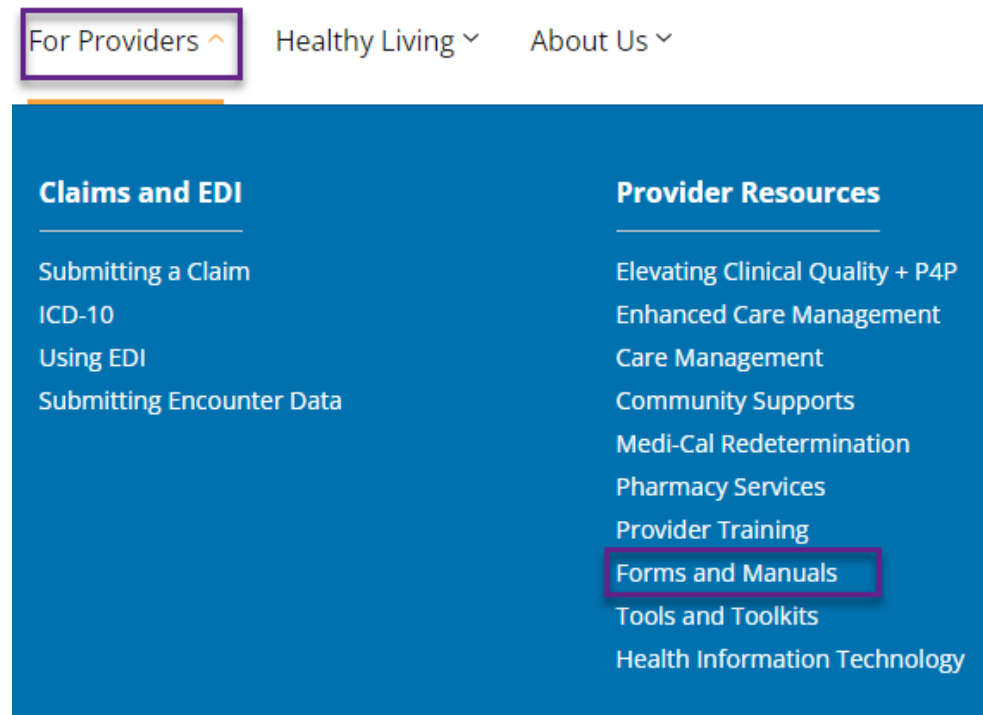 For Providers Healthy Living About Us
Claims and EDI
Submitting a Claim
ICD-10
Using EDI
Submitting Encounter Data
Provider Resources
Elevating Clinical Quality + P4P
Enhanced Care Management
Care Management
Community Supports
Medi-Cal Redetermination
Pharmacy Services
Provider Training
Forms and Manuals
Tools and Toolkits
Health Information Technology